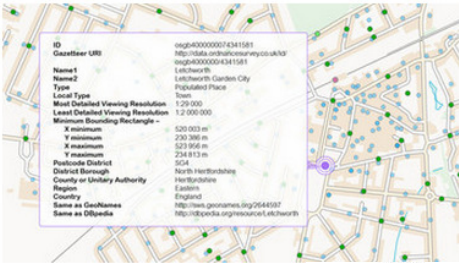 ID osgb4000000074341581
Gazetteer URI http://data.ordnancesurvey.co.uk/id/
osgb4000000/4341581
Name1 Letchworth
Name2 Letchworth Garden City
Type Populated Place
Local Type Town
Most Detailed Viewing Resolution 1:29 000
Least Detailed Viewing Resolution 1:2 000 000
Minimum Bounding Rectangle –
X minimum 520 003 m
Y minimum 230 386 m
X maximum 523 956 m
Y maximum 234 813 m
Postcode District SG4
District Borough North Hertfordshire
County or Unitary Authority Hertfordshire
Region Eastern
Country England
Same as GeoNames http://sws.geonames.org/2644597
Same as DBpedia http://dbpedia.org/resource/Letchworth